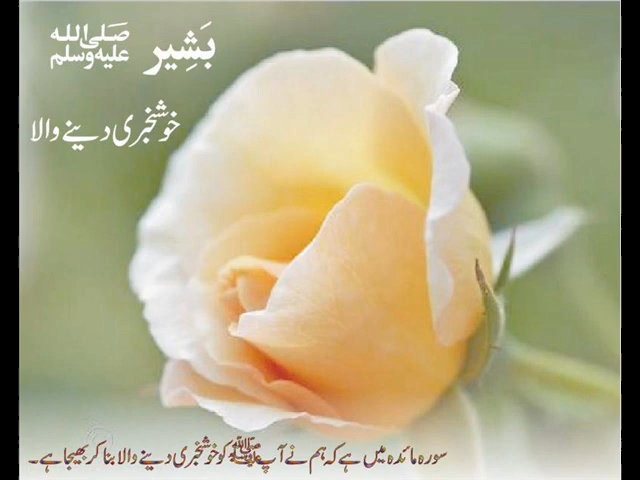 بَشِیر صَلَّی اللہ علیہ وسلم
خوشخبری دینے والا
سورہ مائدہ میں ہے کہ ہم نے آپ ﷺ کو خوشخبری دینے والا بنا کر بھیجا ہے۔